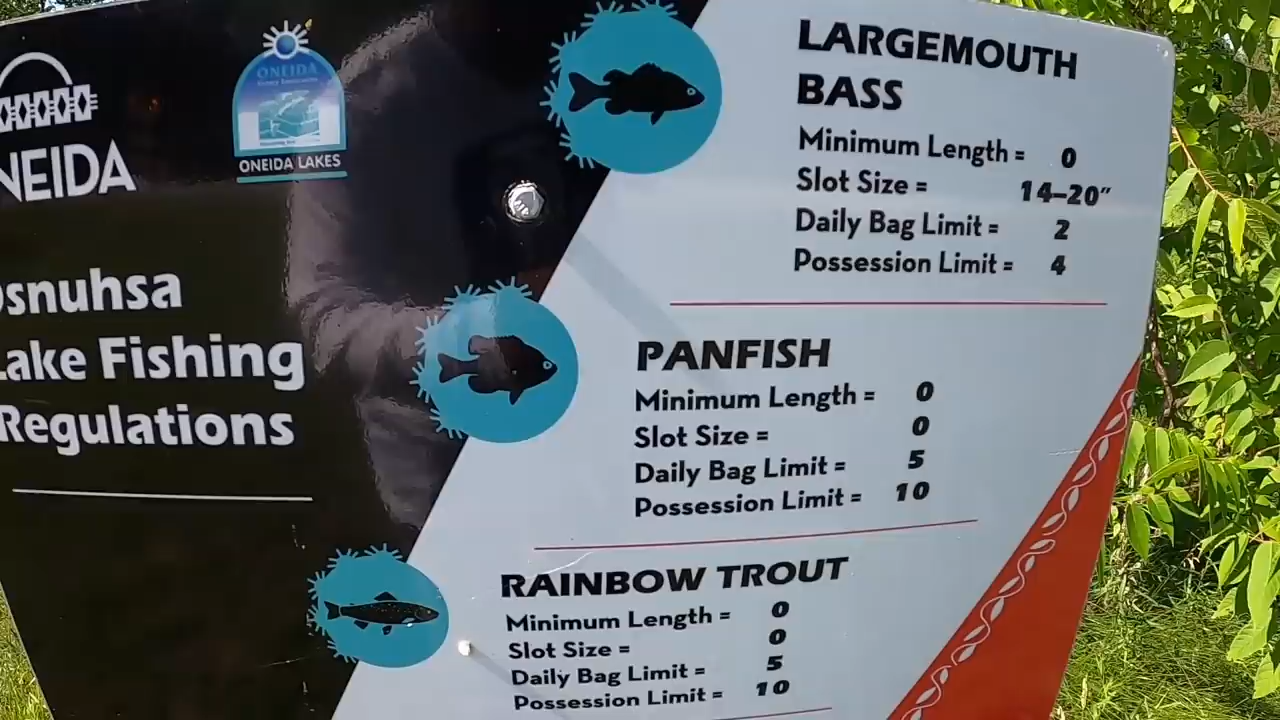 NEIDA
ONEIDA
ONEIDA LAKES
snuhsa
ake Fishing
Regulations
LARGEMOUTH
BASS
Minimum Length = 0
Slot Size = 14–20"
Daily Bag Limit = 2
Possession Limit = 4
PANFISH
Minimum Length = 0
Slot Size = 0
Daily Bag Limit = 5
Possession Limit = 10
RAINBOW TROUT
Minimum Length = 0
Slot Size = 0
Daily Bag Limit = 5
Possession Limit = 10